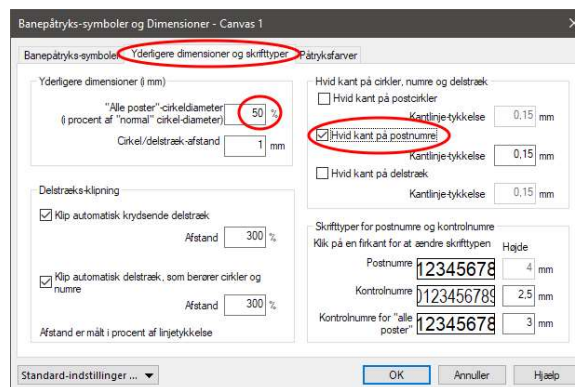 Banepåtryks-symboler og Dimensioner - Canvas 1
Banepåtryks-symboler
Yderligere dimensioner og skrifttyper
Påtryksfarver
Yderligere dimensioner (i mm)
"Alle poster"-cirkeldiameter
(i procent af "normal" cirkel-diameter)
50 %
Cirkel/delstræk-afstand
1 mm
Delstræks-klipning
Klip automatisk krydsende delstræk
Afstand 300 %
Klip automatisk delstræk, som berører cirkler og
numre
Afstand 300 %
Afstand er målt i procent af linjetykkelse
Hvid kant på cirkler, numre og delstræk
Hvid kant på postcirkler
Kantlinje-tykkelse 0,15 mm
Hvid kant på postnumre
Kantlinje-tykkelse 0,15 mm
Hvid kant på delstræk
Kantlinje-tykkelse 0,15 mm
Skrifttyper for postnumre og kontrolnumre
Klik på en firkant for at ændre skrifttypen Højde
Postnumre 12345678 4 mm
Kontrolnumre 0123456789 2,5 mm
Kontrolnumre for "alle
poster" 12345678 3 mm
Standard-indstillinger ...
OK
Annuller
Hjælp